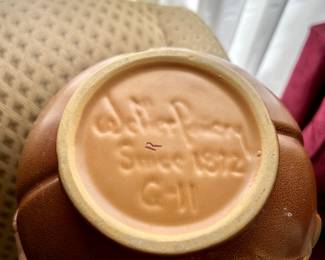 Weller Pottery
Since 1872
G-11